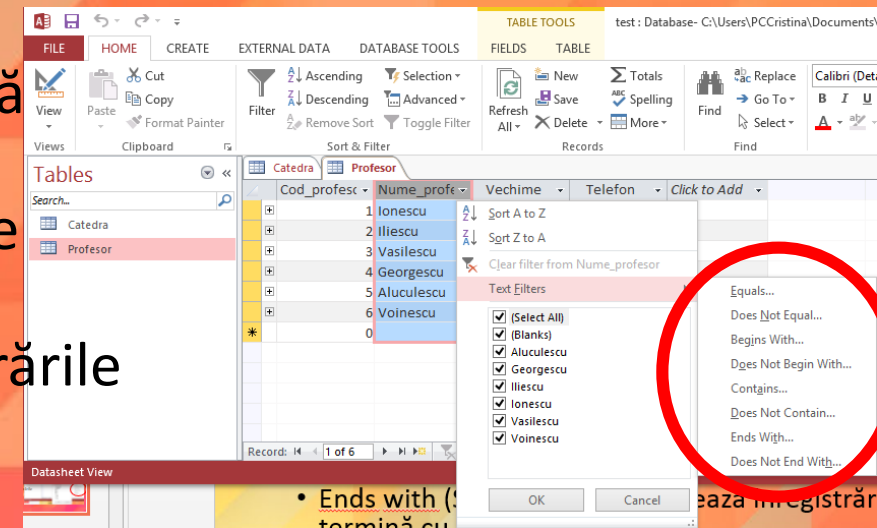 TABLE TOOLS
test : Database- C:\Users\PCCristina\Documents\
FILE HOME CREATE EXTERNAL DATA DATABASE TOOLS FIELDS TABLE
View
Views
Paste
Cut
Copy
Format Painter
Clipboard
Filter
Ascending
Descending
Remove Sort
Selection
Advanced
Toggle Filter
Sort & Filter
Refresh
All
New
Save
Delete
Totals
Spelling
More
Records
Find
Replace
Go To
Select
Find
Calibri (Deta
B I U
A
ă
e
rările
Tables
Search...
Catedra
Profesor
Catedra Profesor
Cod_profesc Nume_profe Vechime Telefon Click to Add
1 Ionescu
2 Iliescu
3 Vasilescu
4 Georgescu
5 Aluculescu
6 Voinescu
0
Sort A to Z
Sort Z to A
Clear filter from Nume_profesor
Text Filters
(Select All)
(Blanks)
Aluculescu
Georgescu
Iliescu
Ionescu
Vasilescu
Voinescu
OK Cancel
Equals...
Does Not Equal...
Begins With...
Does Not Begin With...
Contains...
Does Not Contain...
Ends With...
Does Not End With...
Record: 1 of 6
Datasheet View
• Ends with ( ează înregistrăr
termină cu